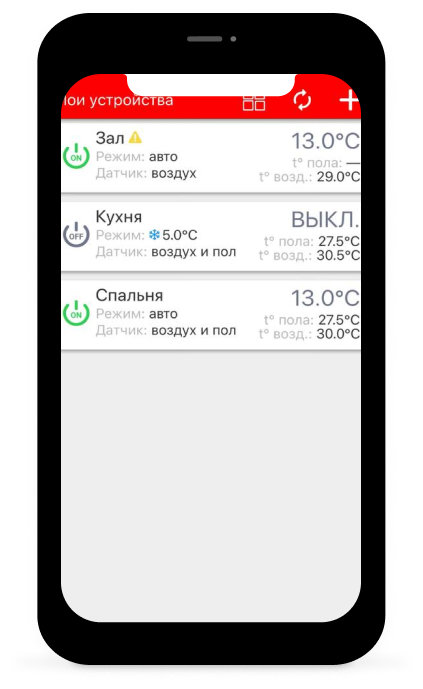 ои устройства
Зал
13.0°C
ON
Режим: авто
t° пола: —
Датчик: воздух
t° возд.: 29.0°C
Кухня
ВЫКЛ.
OFF
Режим: 5.0°C
t° пола: 27.5°C
Датчик: воздух и пол
t° возд.: 30.5°C
Спальня
13.0°C
ON
Режим: авто
t° пола: 27.5°C
Датчик: воздух и пол
t° возд.: 30.0°C